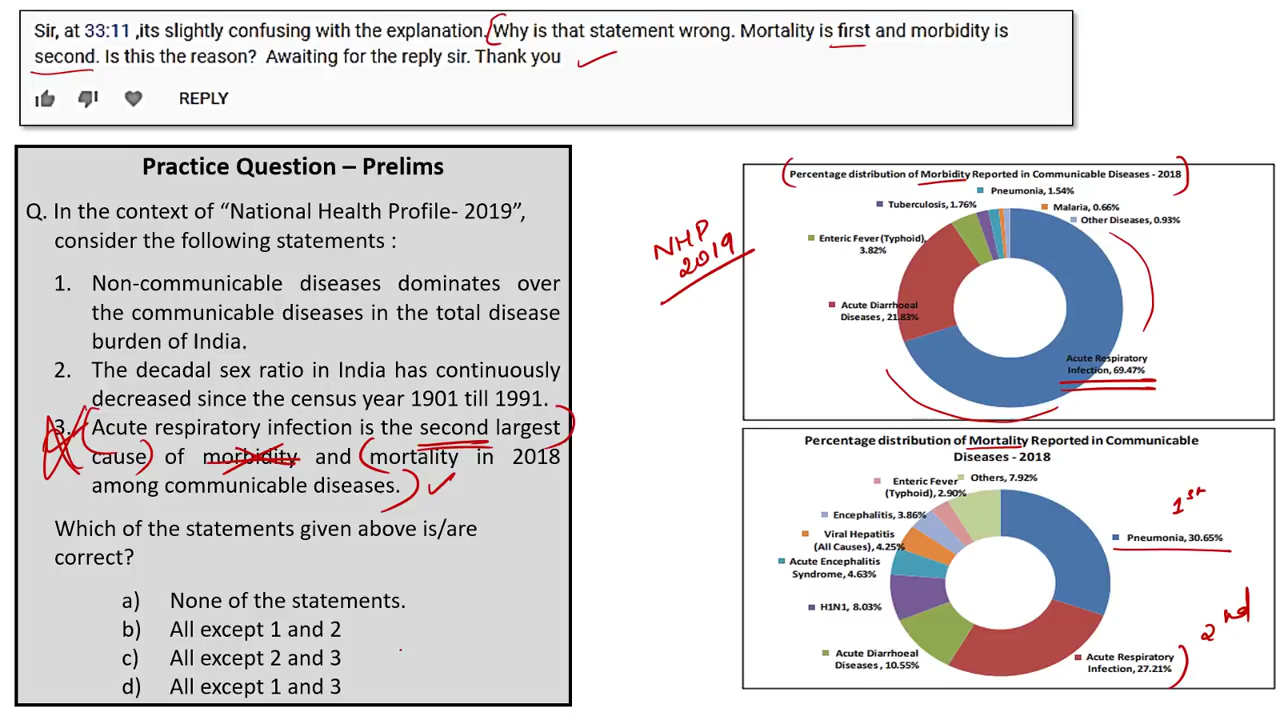 Sir, at 33:11 ,its slightly confusing with the explanation. Why is that statement wrong. Mortality is first and morbidity is
second. Is this the reason?  Awaiting for the reply sir. Thank you
REPLY
Practice Question – Prelims
Q. In the context of “National Health Profile- 2019”,
consider the following statements :
1. Non-communicable diseases dominates over
the communicable diseases in the total disease
burden of India.
2. The decadal sex ratio in India has continuously
decreased since the census year 1901 till 1991.
3. Acute respiratory infection is the second largest
cause of morbidity and mortality in 2018
among communicable diseases.
Which of the statements given above is/are
correct?
a) None of the statements.
b) All except 1 and 2
c) All except 2 and 3
d) All except 1 and 3
NHP
2019
Percentage distribution of Morbidity Reported in Communicable Diseases - 2018
Pneumonia, 1.54%
Tuberculosis, 1.76%
Malaria, 0.66%
Other Diseases, 0.93%
Enteric Fever (Typhoid),
3.82%
Acute Diarrhoeal
Diseases , 21.83%
Acute Respiratory
Infection, 69.47%
Percentage distribution of Mortality Reported in Communicable
Diseases - 2018
Enteric Fever
(Typhoid), 2.90%
Others, 7.92%
Encephalitis, 3.86%
Viral Hepatitis
(All Causes), 4.25%
Acute Encephalitis
Syndrome, 4.63%
H1N1, 8.03%
Acute Diarrhoeal
Diseases , 10.55%
1st
Pneumonia, 30.65%
2nd
Acute Respiratory
Infection, 27.21%